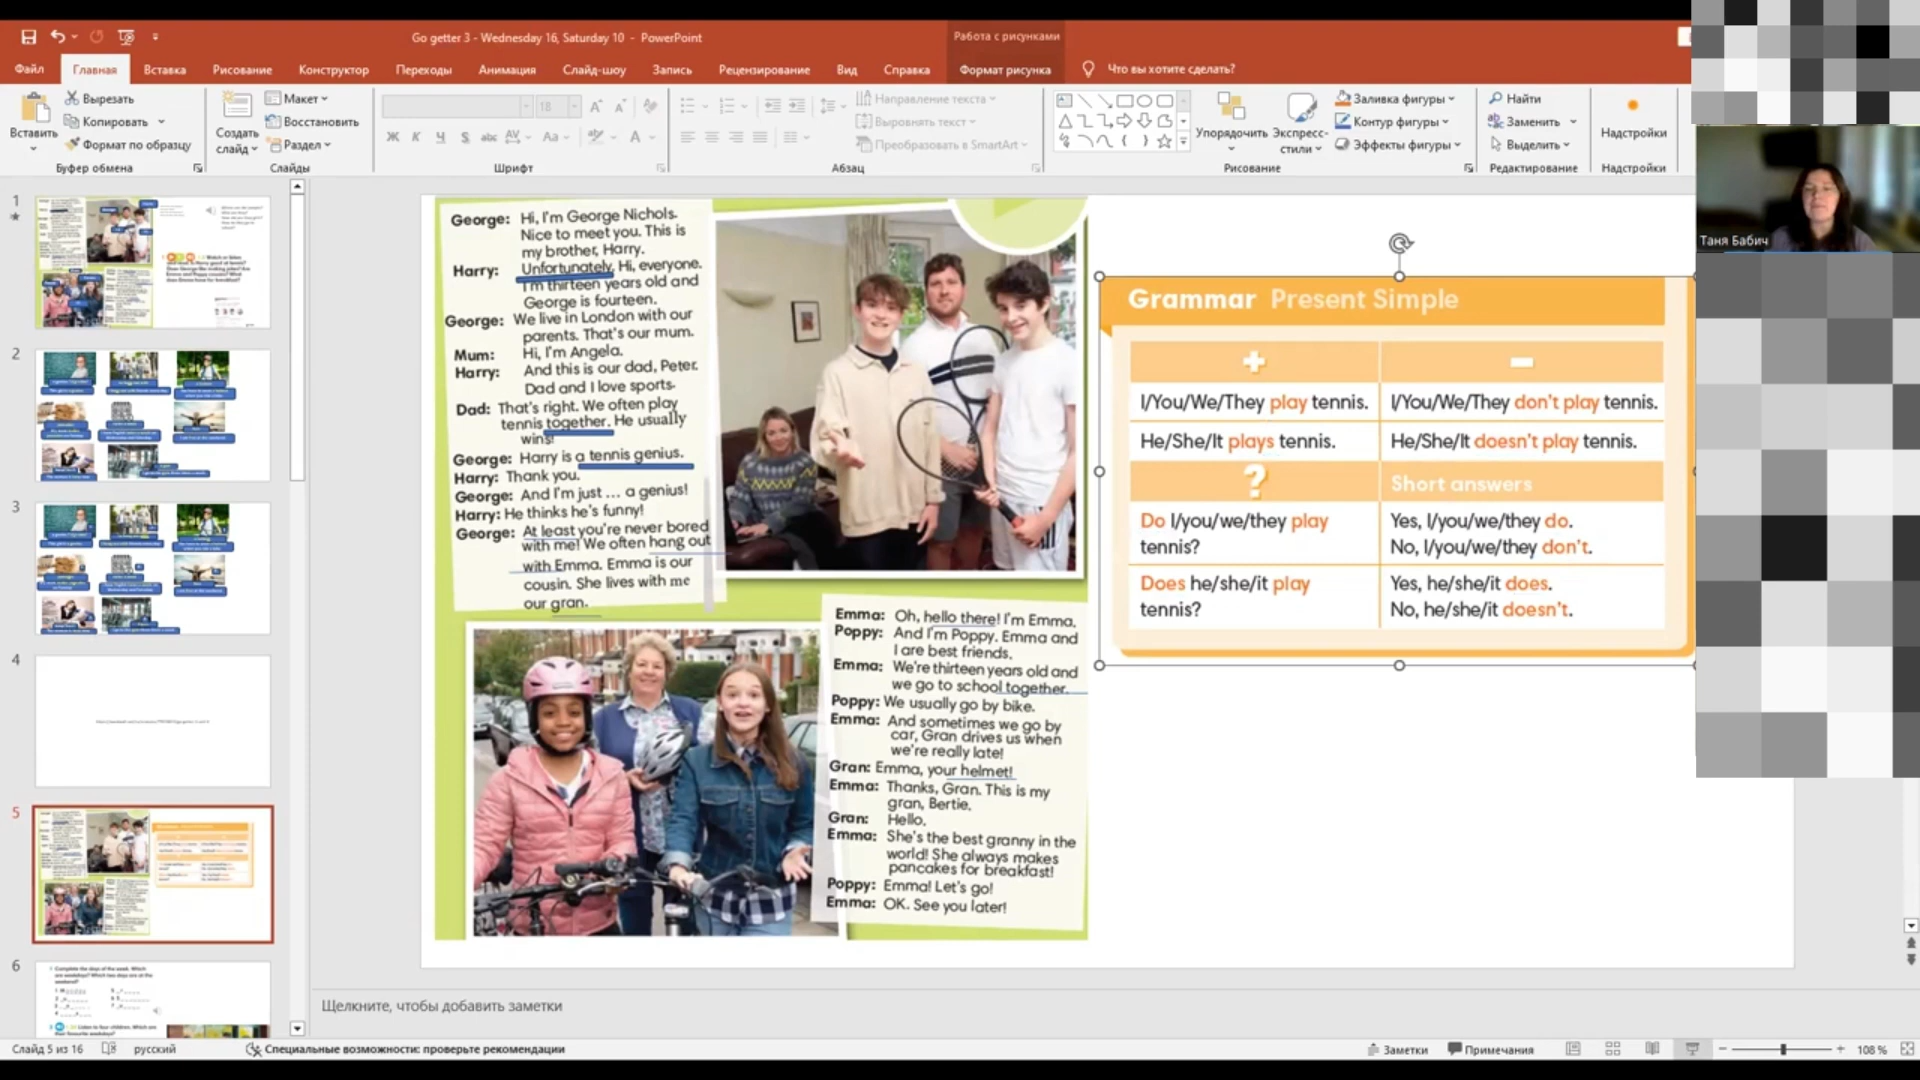 Go getter 3 - Wednesday 16, Saturday 10 - PowerPoint
Работа с рисунками
Файл
Главная
Вставка
Рисование
Конструктор
Переходы
Анимация
Слайд-шоу
Запись
Рецензирование
Вид
Справка
Формат рисунка
Что вы хотите сделать?
Вставить
Вырезать
Копировать
Формат по образцу
Буфер обмена
Создать
слайд
Макет
Восстановить
Раздел
Слайды
18
Шрифт
Направление текста
Выровнять текст
Преобразовать в SmartArt
Абзац
Упорядочить
Экспресс-
стили
Заливка фигуры
Контур фигуры
Эффекты фигуры
Рисование
Найти
Заменить
Выделить
Редактирование
Надстройки
Надстройки
Таня Бабич
1
2
3
4
5
6
George: Hi, I'm George Nichols.
Nice to meet you. This is
my brother, Harry.
Harry: Unfortunately. Hi, everyone.
I'm thirteen years old and
George is fourteen.
George: We live in London with our
parents. That's our mum.
Mum: Hi, I'm Angela.
Harry: And this is our dad, Peter.
Dad and I love sports.
Dad: That's right. We often play
tennis together. He usually
wins!
George: Harry is a tennis genius.
Harry: Thank you.
George: And I'm just ... a genius!
Harry: He thinks he's funny!
George: At least you're never bored
with me! We often hang out
with Emma. Emma is our
cousin. She lives with me
our gran.
Emma: Oh, hello there! I'm Emma.
Poppy: And I'm Poppy. Emma and
I are best friends.
Emma: We're thirteen years old and
we go to school together.
Poppy: We usually go by bike.
Emma: And sometimes we go by
car, Gran drives us when
we're really late!
Gran: Emma, your helmet!
Emma: Thanks, Gran. This is my
gran, Bertie.
Gran: Hello.
Emma: She's the best granny in the
world! She always makes
pancakes for breakfast!
Poppy: Emma! Let's go!
Emma: OK. See you later!
Grammar Present Simple
+ −
I/You/We/They play tennis. I/You/We/They don't play tennis.
He/She/It plays tennis. He/She/It doesn't play tennis.
? Short answers
Do I/you/we/they play
tennis?
Yes, I/you/we/they do.
No, I/you/we/they don't.
Does he/she/it play
tennis?
Yes, he/she/it does.
No, he/she/it doesn't.
Щелкните, чтобы добавить заметки
Слайд 5 из 16
русский
Специальные возможности: проверьте рекомендации
Заметки
Примечания
108 %